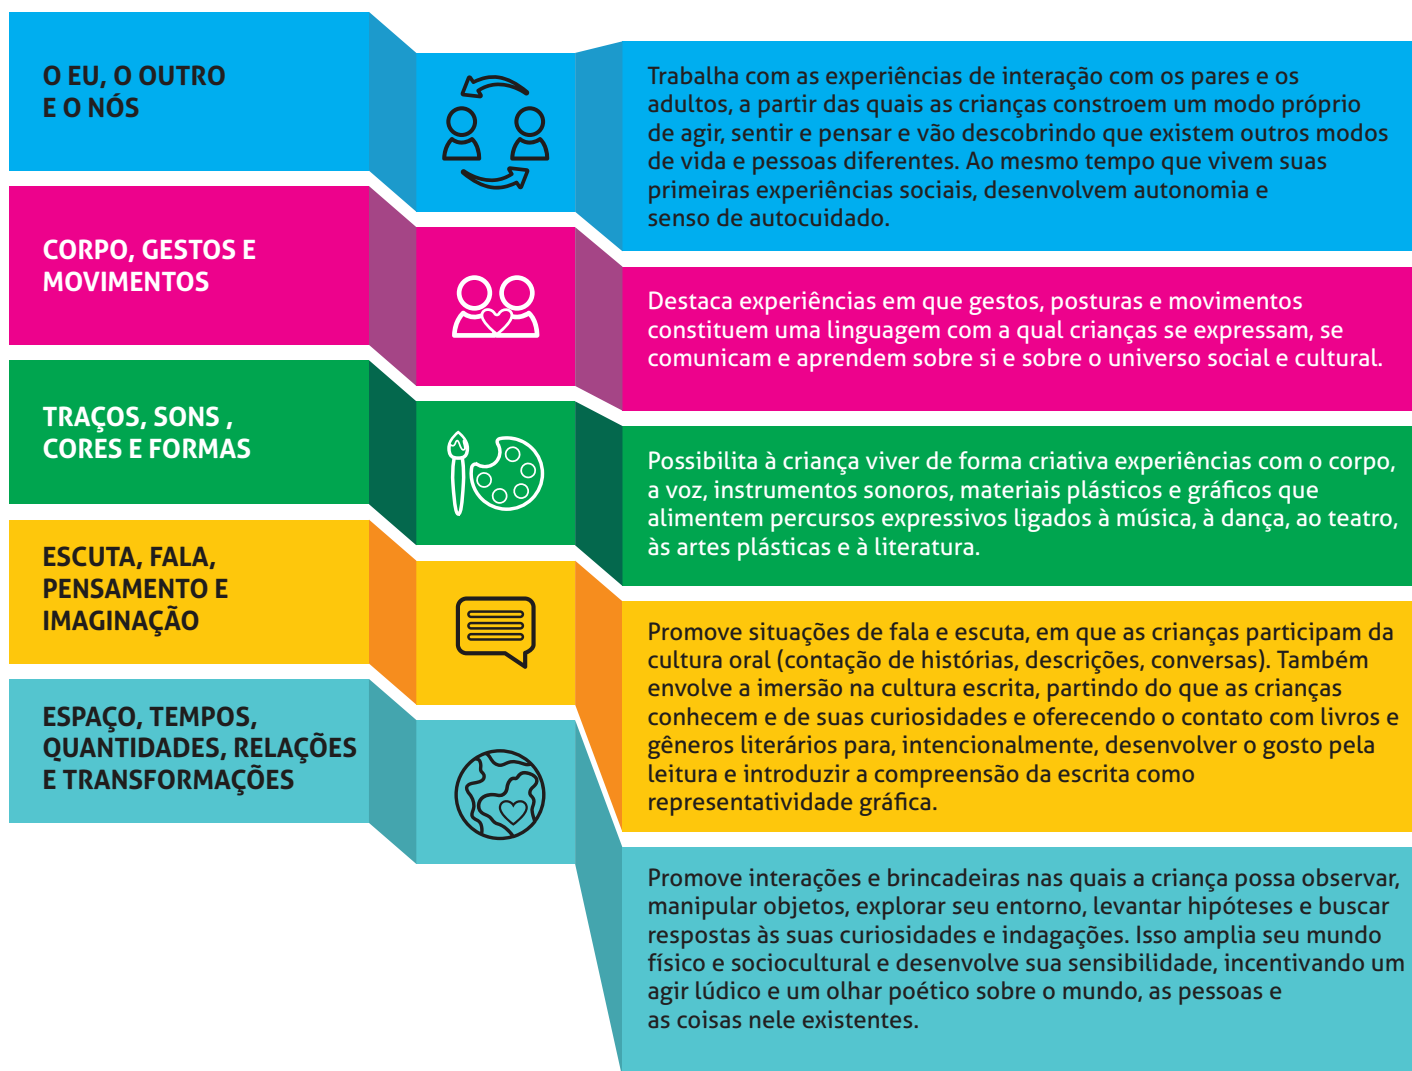 O EU, O OUTRO
E O NÓS
Trabalha com as experiências de interação com os pares e os
adultos, a partir das quais as crianças constroem um modo próprio
de agir, sentir e pensar e vão descobrindo que existem outros modos
de vida e pessoas diferentes. Ao mesmo tempo que vivem suas
primeiras experiências sociais, desenvolvem autonomia e
senso de autocuidado.
CORPO, GESTOS E
MOVIMENTOS
Destaca experiências em que gestos, posturas e movimentos
constituem uma linguagem com a qual crianças se expressam, se
comunicam e aprendem sobre si e sobre o universo social e cultural.
TRAÇOS, SONS ,
CORES E FORMAS
Possibilita à criança viver de forma criativa experiências com o corpo,
a voz, instrumentos sonoros, materiais plásticos e gráficos que
alimentem percursos expressivos ligados à música, à dança, ao teatro,
às artes plásticas e à literatura.
ESCUTA, FALA,
PENSAMENTO E
IMAGINAÇÃO
Promove situações de fala e escuta, em que as crianças participam da
cultura oral (contação de histórias, descrições, conversas). Também
envolve a imersão na cultura escrita, partindo do que as crianças
conhecem e de suas curiosidades e oferecendo o contato com livros e
gêneros literários para, intencionalmente, desenvolver o gosto pela
leitura e introduzir a compreensão da escrita como
representatividade gráfica.
ESPAÇO, TEMPOS,
QUANTIDADES, RELAÇÕES
E TRANSFORMAÇÕES
Promove interações e brincadeiras nas quais a criança possa observar,
manipular objetos, explorar seu entorno, levantar hipóteses e buscar
respostas às suas curiosidades e indagações. Isso amplia seu mundo
físico e sociocultural e desenvolve sua sensibilidade, incentivando um
agir lúdico e um olhar poético sobre o mundo, as pessoas e
as coisas nele existentes.